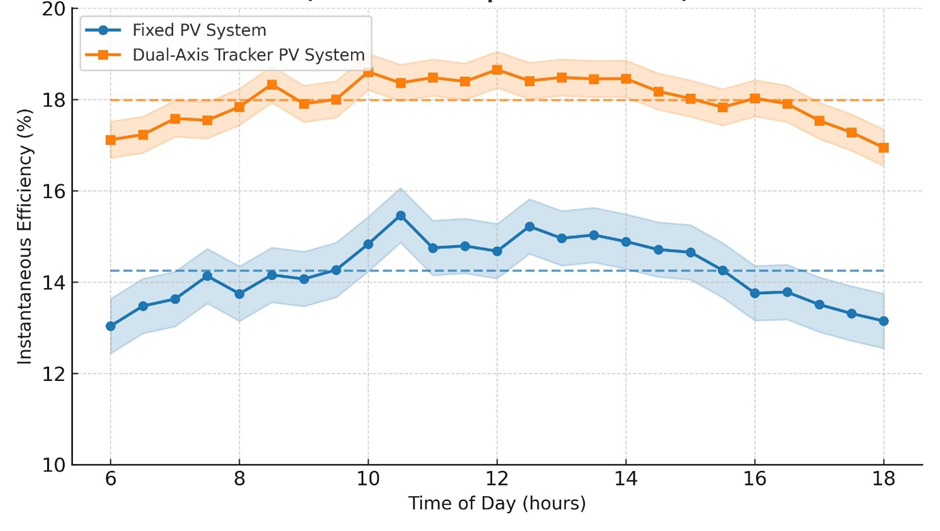 Fixed PV System
Dual-Axis Tracker PV System
Instantaneous Efficiency (%)
20
18
16
14
12
10
6 8 10 12 14 16 18
Time of Day (hours)